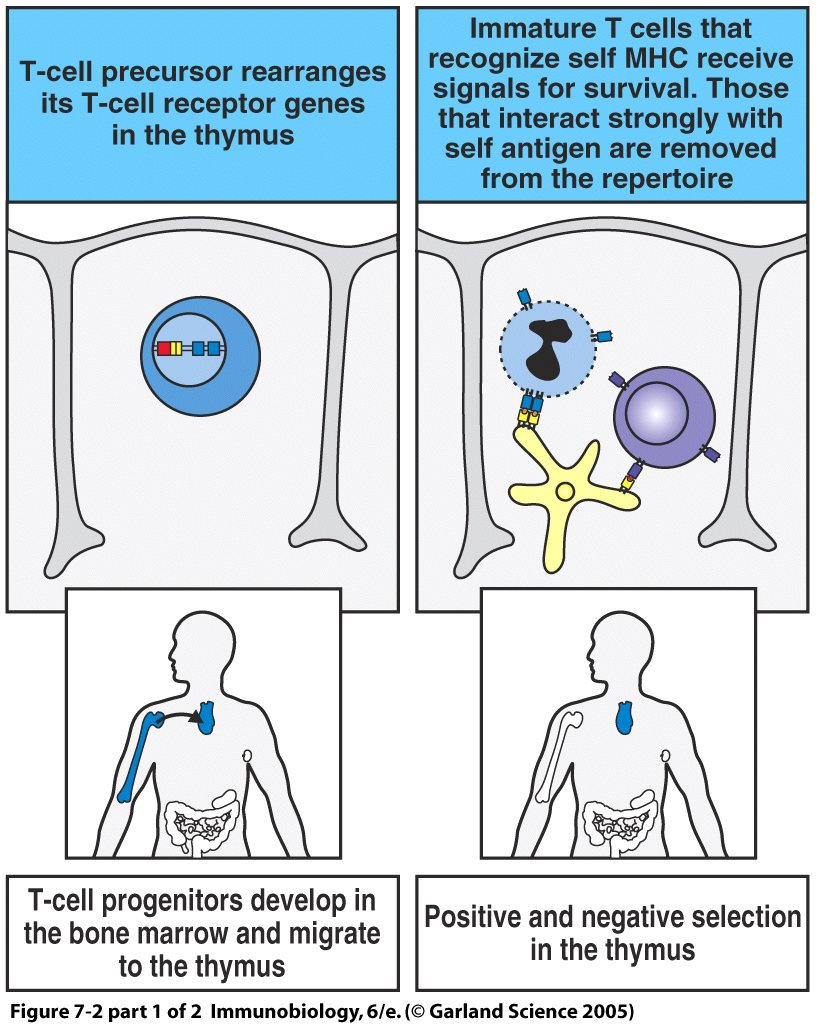 T-cell precursor rearranges
its T-cell receptor genes
in the thymus
Immature T cells that
recognize self MHC receive
signals for survival. Those
that interact strongly with
self antigen are removed
from the repertoire
T-cell progenitors develop in
the bone marrow and migrate
to the thymus
Positive and negative selection
in the thymus
Figure 7-2 part 1 of 2 Immunobiology, 6/e. (© Garland Science 2005)